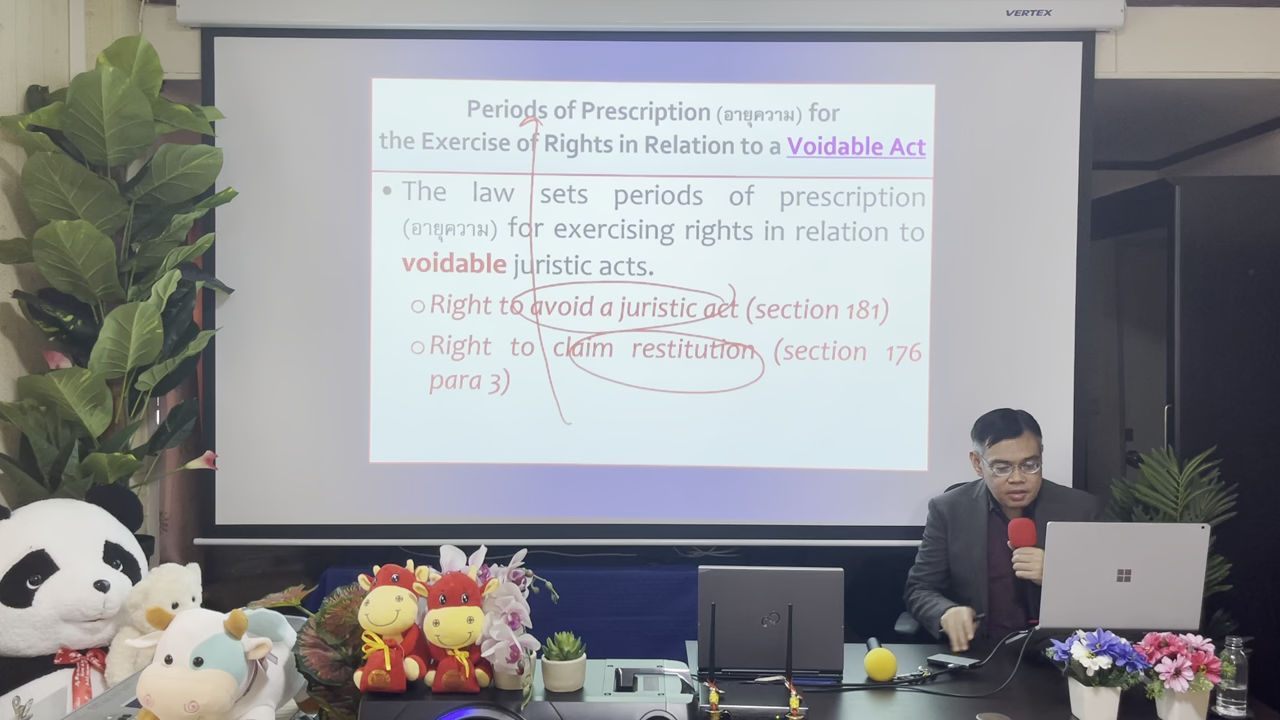 VERTEX
Periods of Prescription (อายุความ) for
the Exercise of Rights in Relation to a Voidable Act
• The law sets periods of prescription
(อายุความ) for exercising rights in relation to
voidable juristic acts.
○ Right to avoid a juristic act (section 181)
○ Right to claim restitution (section 176
para 3)